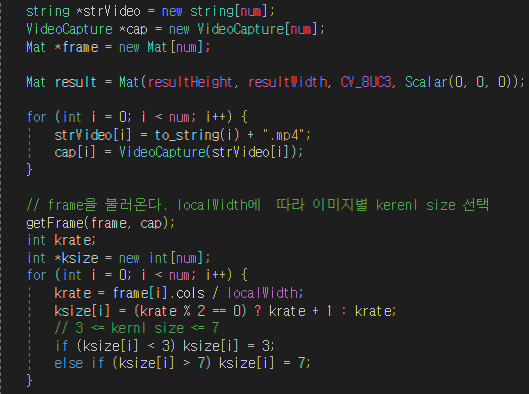 string *strVideo = new string[num];
VideoCapture *cap = new VideoCapture[num];
Mat *frame = new Mat[num];
Mat result = Mat(resultHeight, resultWidth, CV_8UC3, Scalar(0, 0, 0));
for (int i = 0; i < num; i++) {
strVideo[i] = to_string(i) + ".mp4";
cap[i] = VideoCapture(strVideo[i]);
}
// frame을 불러온다. localWidth에  따라 이미지별 kerenl size 선택
getFrame(frame, cap);
int krate;
int *ksize = new int[num];
for (int i = 0; i < num; i++) {
krate = frame[i].cols / localWidth;
ksize[i] = (krate % 2 == 0) ? krate + 1 : krate;
// 3 <= kernl size <= 7
if (ksize[i] < 3) ksize[i] = 3;
else if (ksize[i] > 7) ksize[i] = 7;
}